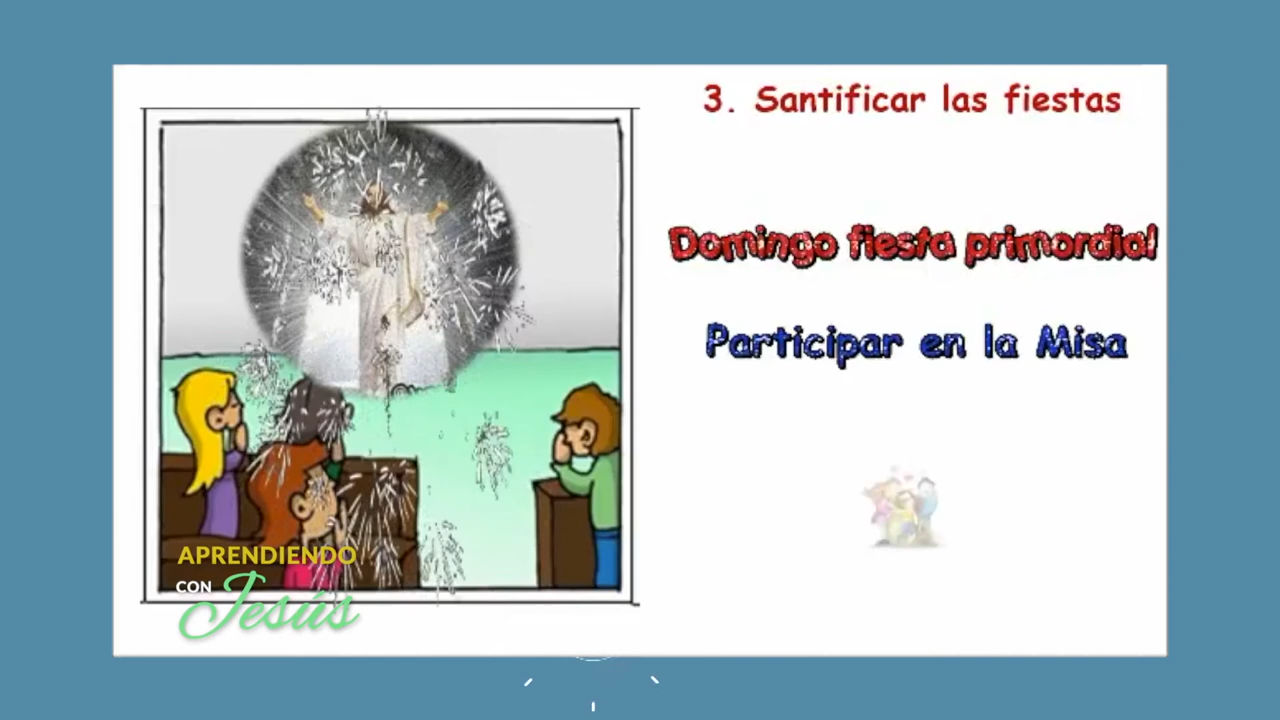 3. Santificar las fiestas
Domingo fiesta primordial
Participar en la Misa
APRENDIENDO
CON
Jesús